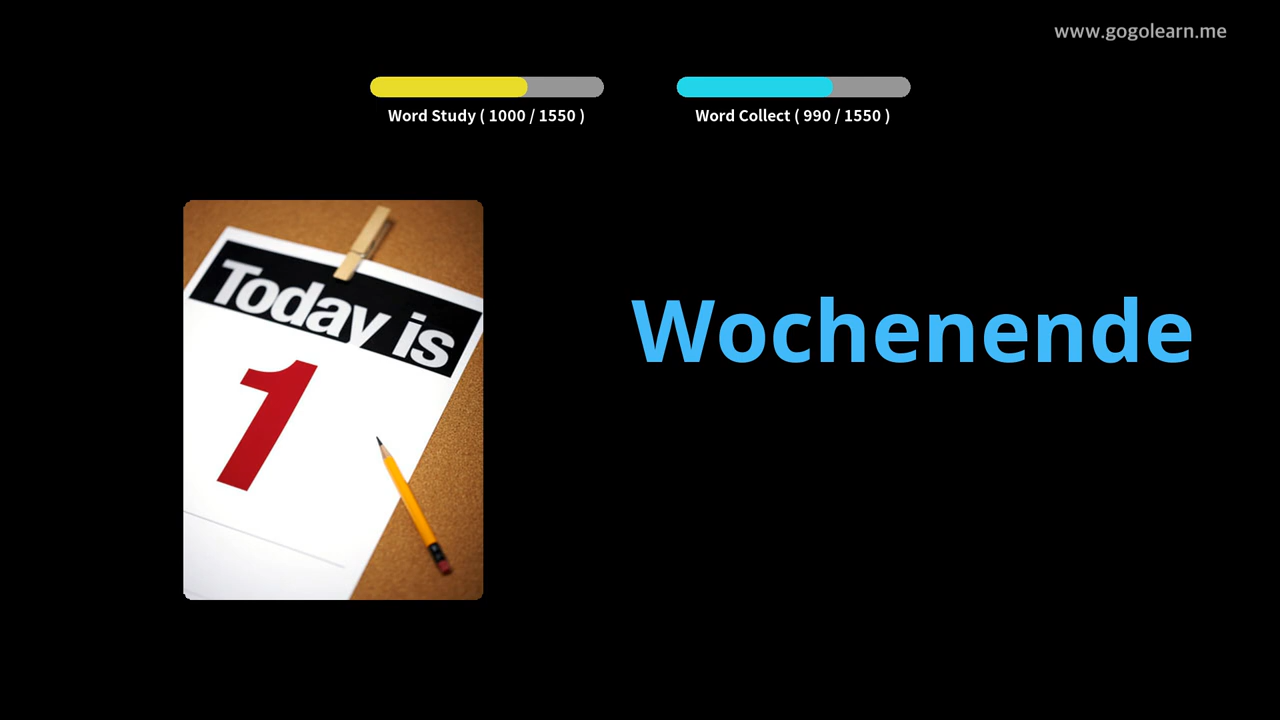 www.gogolearn.me
Word Study ( 1000 / 1550 )
Word Collect ( 990 / 1550 )
Today is
1
Wochenende